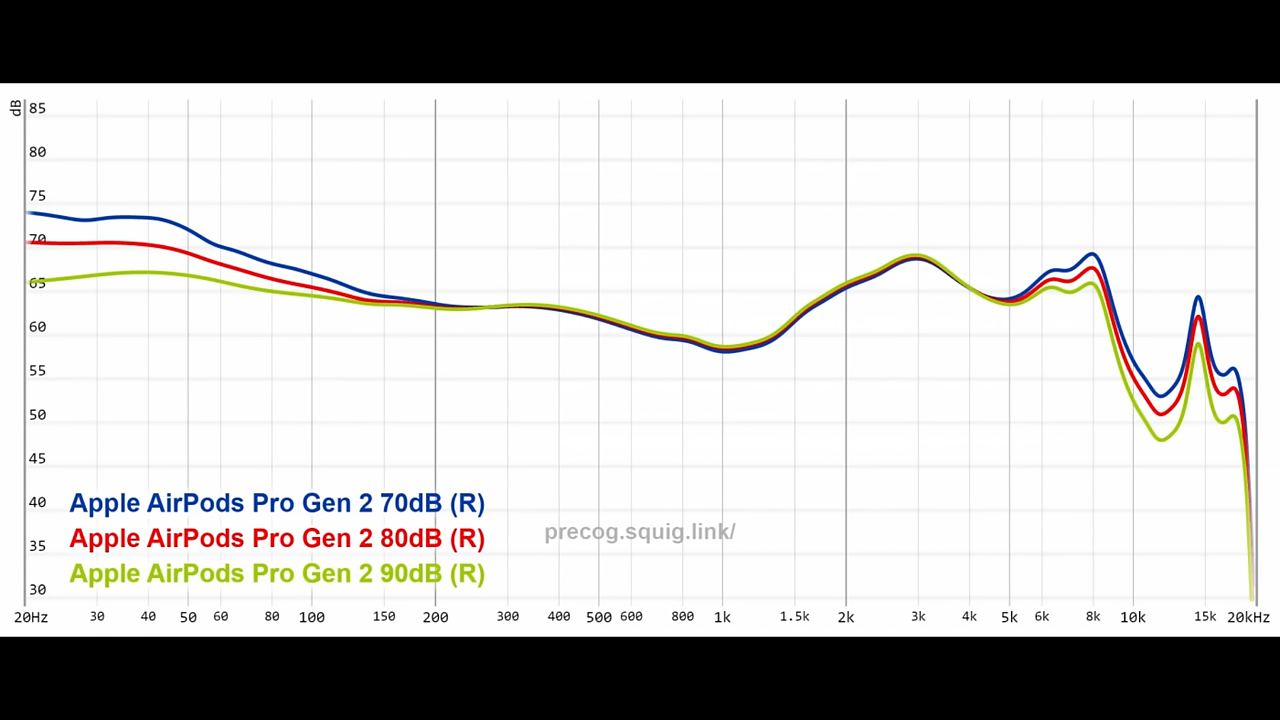 dB
85
80
75
70
65
60
55
50
45
40
35
30
Apple AirPods Pro Gen 2 70dB (R)
Apple AirPods Pro Gen 2 80dB (R)
Apple AirPods Pro Gen 2 90dB (R)
precog.squig.link/
20Hz 30 40 50 60 80 100 150 200 300 400 500 600 800 1k 1.5k 2k 3k 4k 5k 6k 8k 10k 15k 20kHz